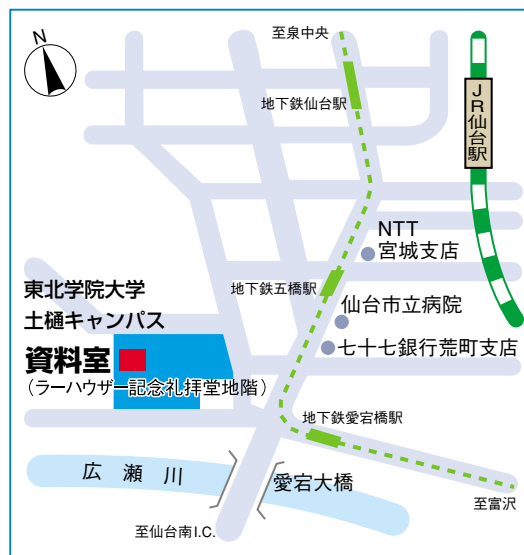 N
至泉中央
地下鉄仙台駅
JR仙台駅
NTT
宮城支店
地下鉄五橋駅
仙台市立病院
七十七銀行荒町支店
東北学院大学
土樋キャンパス
資料室
(ラーハウザー記念礼拝堂地階)
地下鉄愛宕橋駅
広瀬川
愛宕大橋
至富沢
至仙台南I.C.